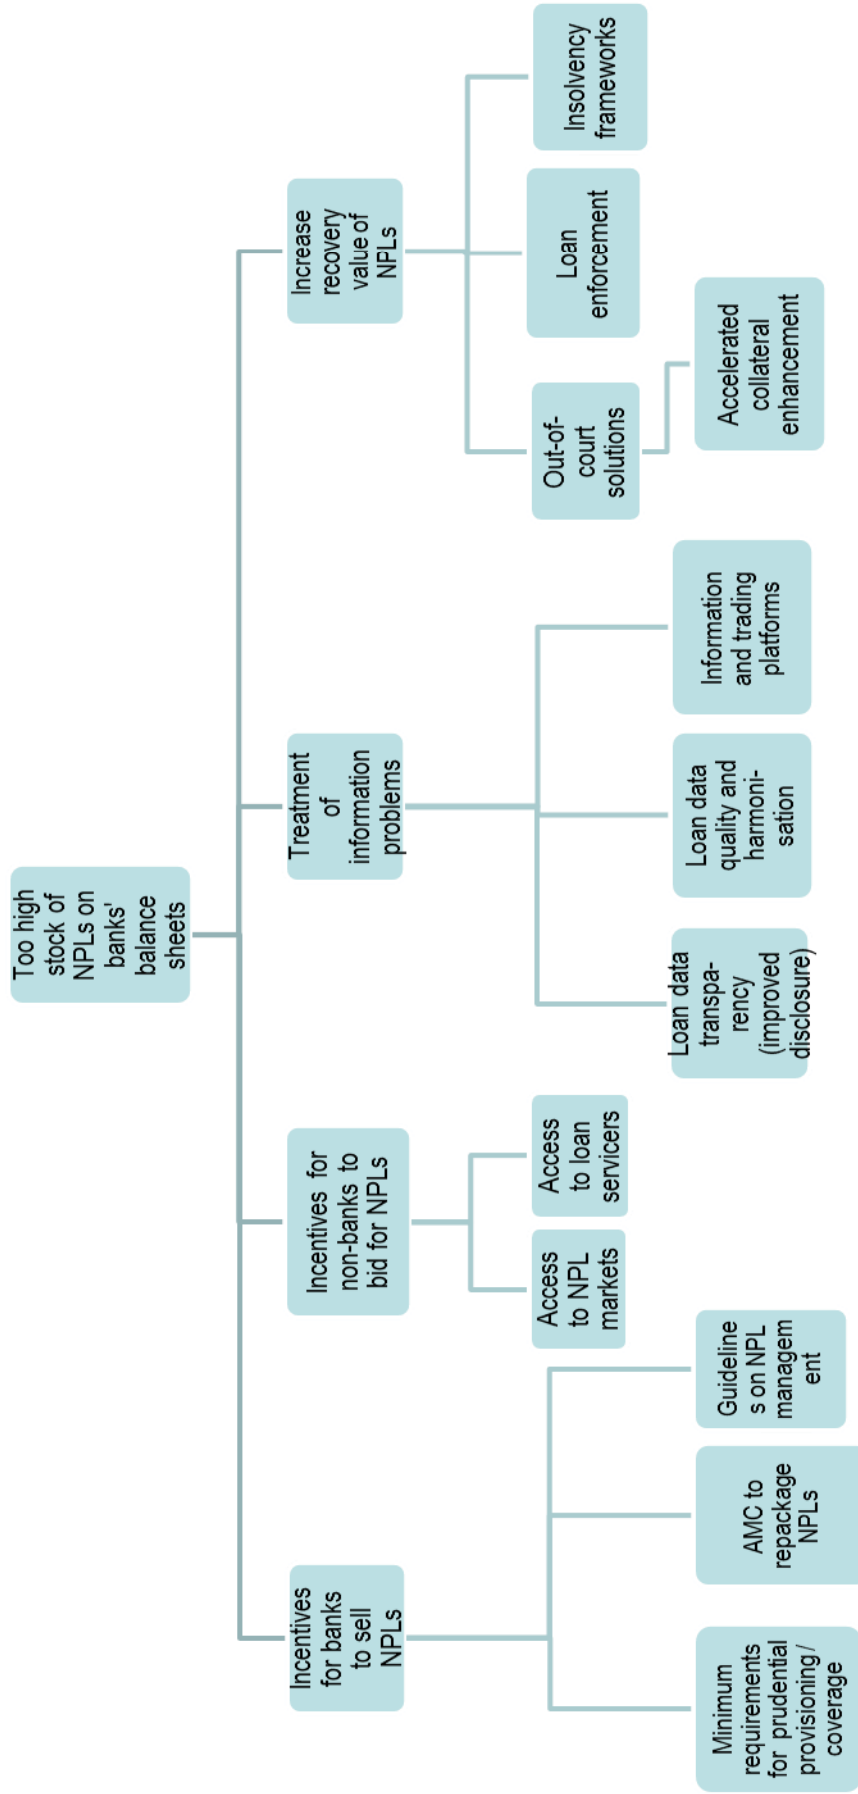 Too high
stock of
NPLs on
banks'
balance
sheets
Incentives
for banks
to sell
NPLs
Incentives for
non-banks to
bid for NPLs
Treatment
of
information
problems
Increase
recovery
value of
NPLs
Minimum
requirements
for prudential
provisioning/
coverage
AMC to
repackage
NPLs
Guideline
s on NPL
managem
ent
Access
to NPL
markets
Access
to loan
servicers
Loan data
transpa-
rency
(improved
disclosure)
Loan data
quality and
harmoni-
sation
Information
and trading
platforms
Out-of-
court
solutions
Loan
enforcement
Insolvency
frameworks
Accelerated
collateral
enhancement